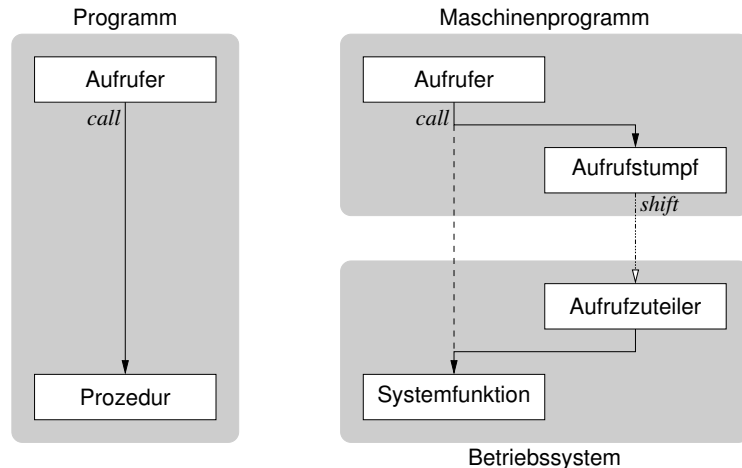 Programm
Maschinenprogramm
Aufrufer
call
Prozedur
Aufrufer
call
Aufrufstumpf
shift
Aufrufzuteiler
Systemfunktion
Betriebssystem